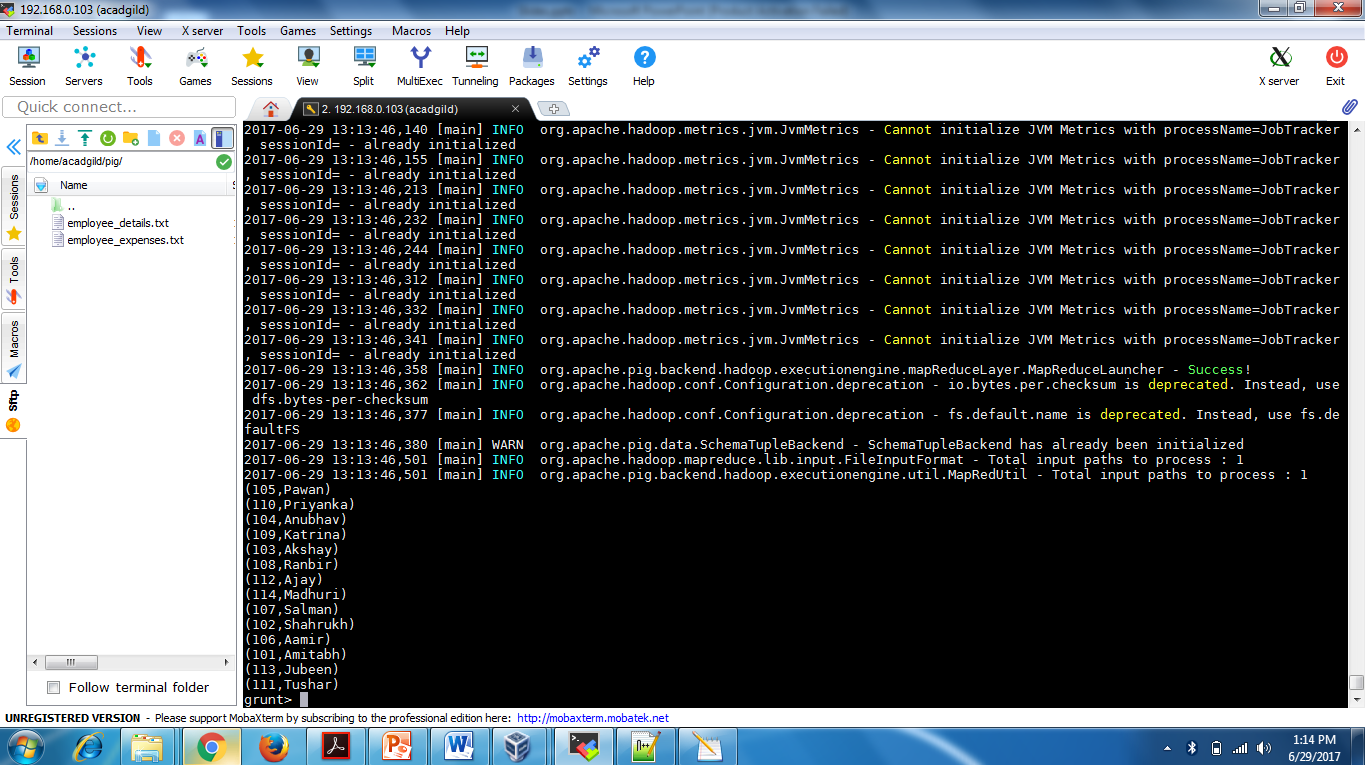 192.168.0.103 (acadgild)
Terminal Sessions View X server Tools Games Settings Macros Help
Session Servers Tools Games Sessions View Split MultiExec Tunneling Packages Settings Help X server Exit
Quick connect...
2. 192.168.0.103 (acadgild)
/home/acadgild/pig/
Name
..
employee_details.txt
employee_expenses.txt
Sessions
Tools
Macros
Sftp
Follow terminal folder
2017-06-29 13:13:46,140 [main] INFO  org.apache.hadoop.metrics.jvm.JvmMetrics - Cannot initialize JVM Metrics with processName=JobTracker
, sessionId= - already initialized
2017-06-29 13:13:46,155 [main] INFO  org.apache.hadoop.metrics.jvm.JvmMetrics - Cannot initialize JVM Metrics with processName=JobTracker
, sessionId= - already initialized
2017-06-29 13:13:46,213 [main] INFO  org.apache.hadoop.metrics.jvm.JvmMetrics - Cannot initialize JVM Metrics with processName=JobTracker
, sessionId= - already initialized
2017-06-29 13:13:46,232 [main] INFO  org.apache.hadoop.metrics.jvm.JvmMetrics - Cannot initialize JVM Metrics with processName=JobTracker
, sessionId= - already initialized
2017-06-29 13:13:46,244 [main] INFO  org.apache.hadoop.metrics.jvm.JvmMetrics - Cannot initialize JVM Metrics with processName=JobTracker
, sessionId= - already initialized
2017-06-29 13:13:46,312 [main] INFO  org.apache.hadoop.metrics.jvm.JvmMetrics - Cannot initialize JVM Metrics with processName=JobTracker
, sessionId= - already initialized
2017-06-29 13:13:46,332 [main] INFO  org.apache.hadoop.metrics.jvm.JvmMetrics - Cannot initialize JVM Metrics with processName=JobTracker
, sessionId= - already initialized
2017-06-29 13:13:46,341 [main] INFO  org.apache.hadoop.metrics.jvm.JvmMetrics - Cannot initialize JVM Metrics with processName=JobTracker
, sessionId= - already initialized
2017-06-29 13:13:46,358 [main] INFO  org.apache.pig.backend.hadoop.executionengine.mapReduceLayer.MapReduceLauncher - Success!
2017-06-29 13:13:46,362 [main] INFO  org.apache.hadoop.conf.Configuration.deprecation - io.bytes.per.checksum is deprecated. Instead, use
 dfs.bytes-per-checksum
2017-06-29 13:13:46,377 [main] INFO  org.apache.hadoop.conf.Configuration.deprecation - fs.default.name is deprecated. Instead, use fs.de
faultFS
2017-06-29 13:13:46,380 [main] WARN  org.apache.pig.data.SchemaTupleBackend - SchemaTupleBackend has already been initialized
2017-06-29 13:13:46,501 [main] INFO  org.apache.hadoop.mapreduce.lib.input.FileInputFormat - Total input paths to process : 1
2017-06-29 13:13:46,501 [main] INFO  org.apache.pig.backend.hadoop.executionengine.util.MapRedUtil - Total input paths to process : 1
(105,Pawan)
(110,Priyanka)
(104,Anubhav)
(109,Katrina)
(103,Akshay)
(108,Ranbir)
(112,Ajay)
(114,Madhuri)
(107,Salman)
(102,Shahrukh)
(106,Aamir)
(101,Amitabh)
(113,Jubeen)
(111,Tushar)
grunt>
UNREGISTERED VERSION - Please support MobaXterm by subscribing to the professional edition here: http://mobaxterm.mobatek.net
1:14 PM
6/29/2017